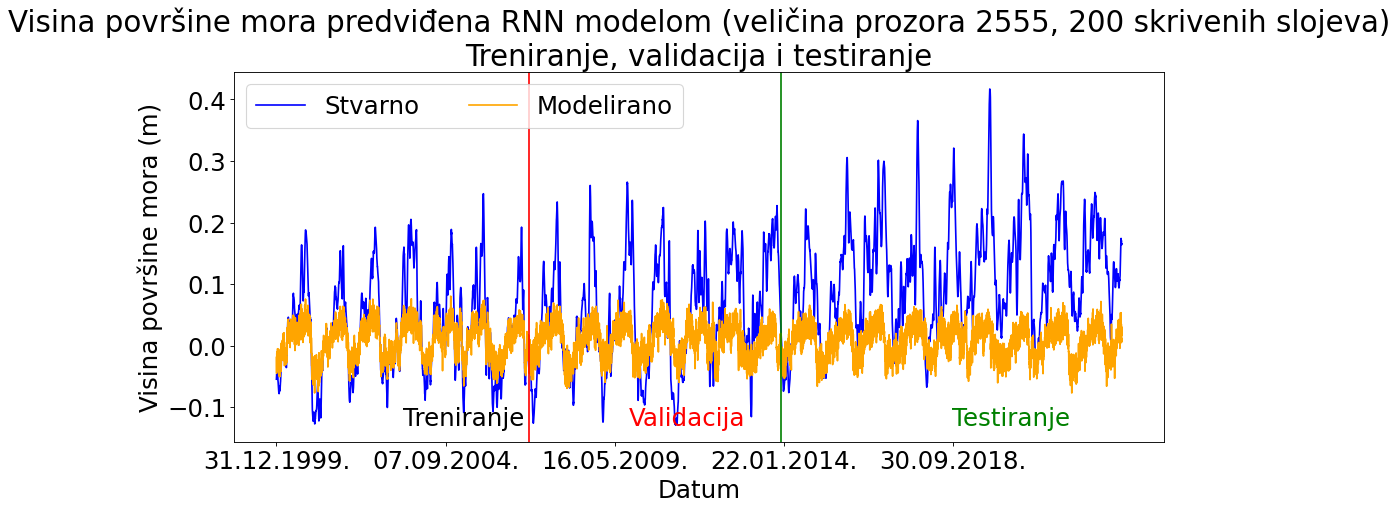 Visina površine mora predviđena RNN modelom (veličina prozora 2555, 200 skrivenih slojeva)
Treniranje, validacija i testiranje
Stvarno
Modelirano
Visina površine mora (m)
0.4
0.3
0.2
0.1
0.0
−0.1
Treniranje
Validacija
Testiranje
31.12.1999.
07.09.2004.
16.05.2009.
22.01.2014.
30.09.2018.
Datum